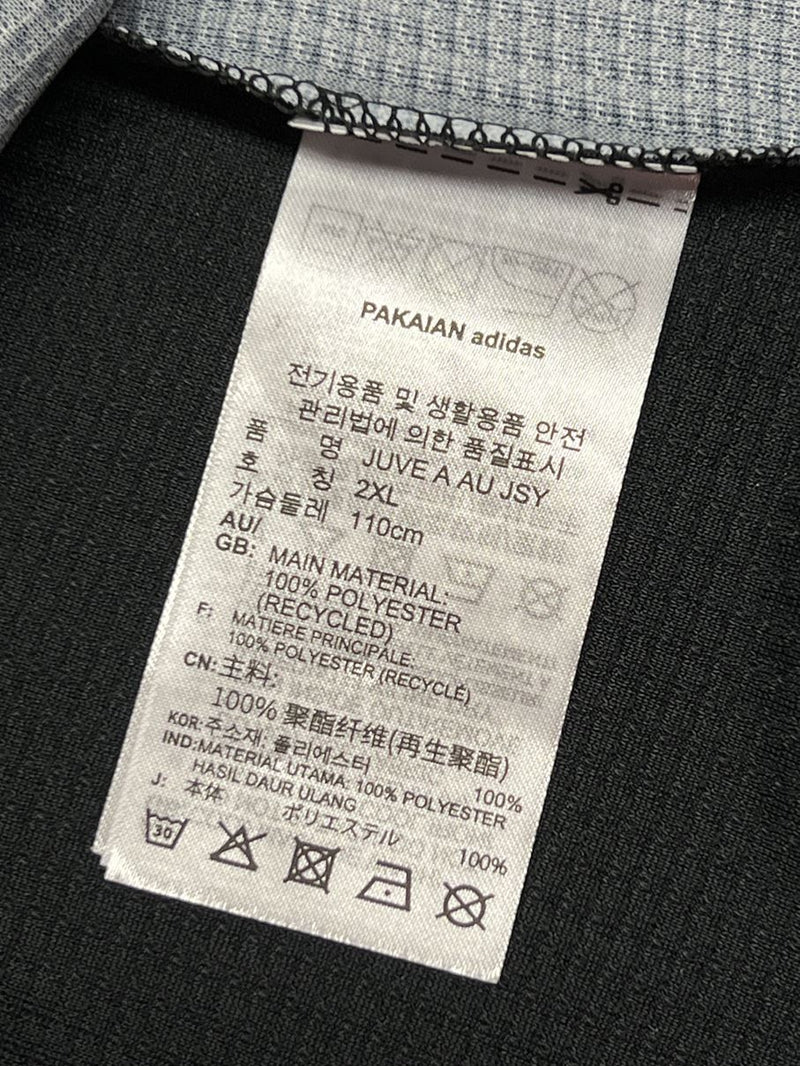 PAKAIAN adidas
전기용품 및 생활용품 안전
관리법에 의한 품질표시
품 명 JUVE A AU JSY
호 칭 2XL
가슴둘레 110cm
AU/
GB: MAIN MATERIAL:
100% POLYESTER
(RECYCLED)
F: MATIERE PRINCIPALE:
100% POLYESTER (RECYCLÉ)
CN: 主料:
100% 聚酯纤维(再生聚酯)
KOR: 주소재: 폴리에스터 100%
IND: MATERIAL UTAMA: 100% POLYESTER
HASIL DAUR ULANG
J: 本体 ポリエステル 100%
30